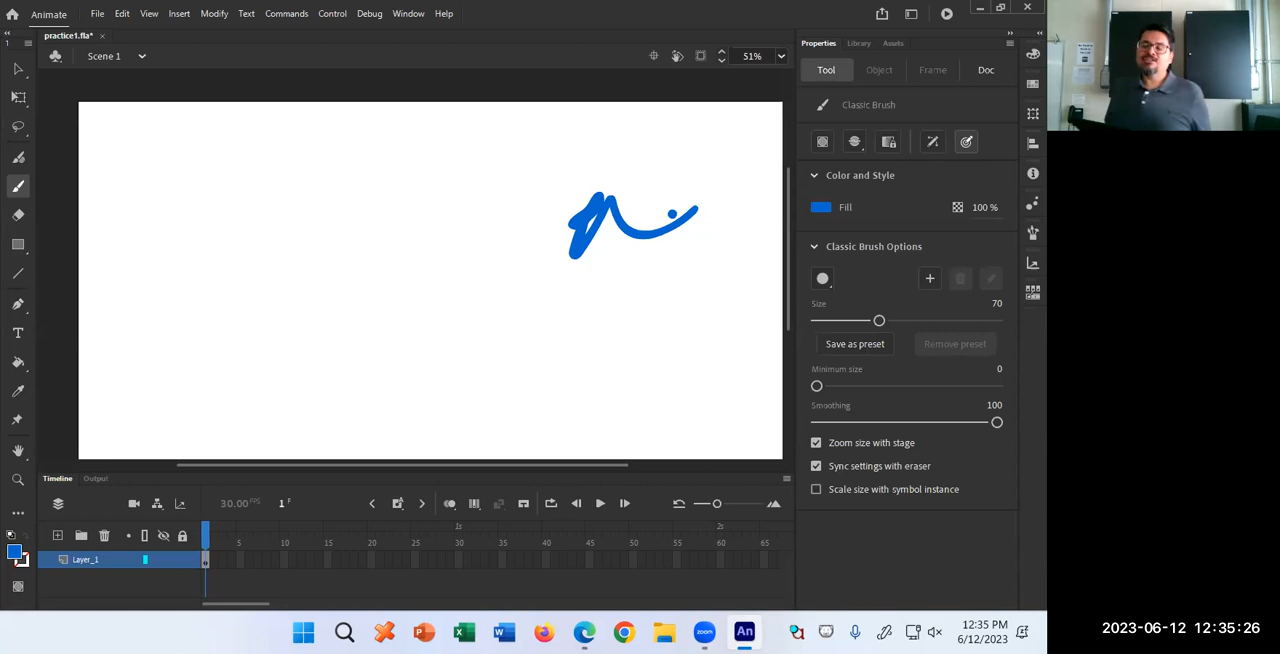 Animate File Edit View Insert Modify Text Commands Control Debug Window Help
practice1.fla* ×
Scene 1 51%
Properties Library Assets
Tool Object Frame Doc
Classic Brush
Color and Style
Fill 100 %
Classic Brush Options
Size 70
Save as preset Remove preset
Minimum size 0
Smoothing 100
Zoom size with stage
Sync settings with eraser
Scale size with symbol instance
Timeline Output
30.00 FPS 1 F
1s 2s
5 10 15 20 25 30 35 40 45 50 55 60 65
Layer_1
zoom An
12:35 PM
6/12/2023
2023-06-12 12:35:26